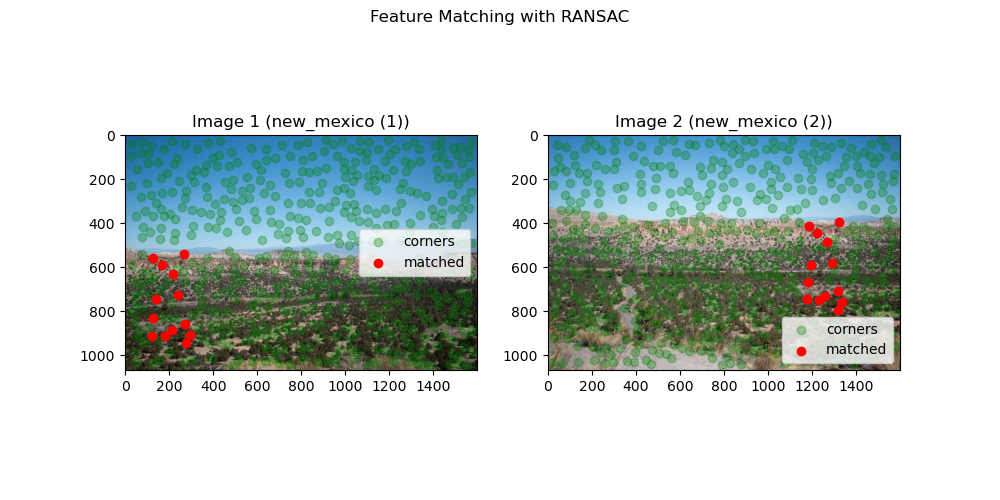 Feature Matching with RANSAC
Image 1 (new_mexico (1))
0
200
400
600
800
1000
0 200 400 600 800 1000 1200 1400
corners
matched
Image 2 (new_mexico (2))
0
200
400
600
800
1000
0 200 400 600 800 1000 1200 1400
corners
matched